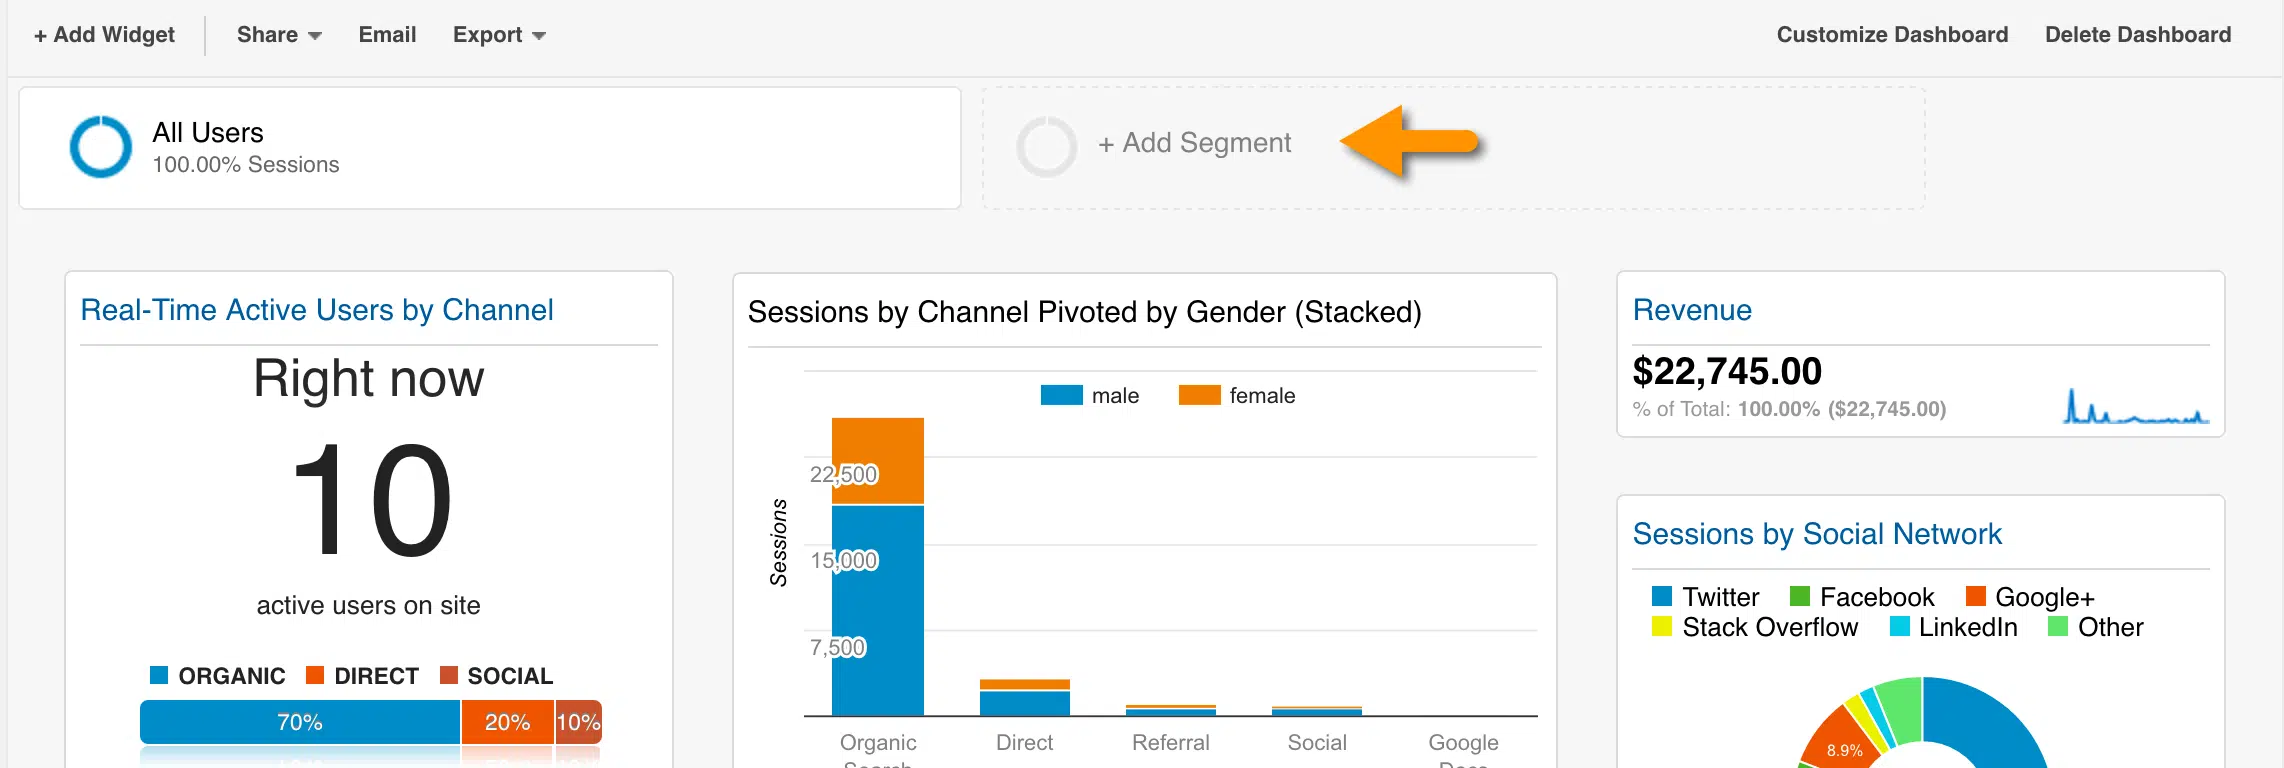 + Add Widget Share Email Export Customize Dashboard Delete Dashboard
All Users
100.00% Sessions
+ Add Segment
Real-Time Active Users by Channel
Right now
10
active users on site
ORGANIC DIRECT SOCIAL
70% 20% 10%
Sessions by Channel Pivoted by Gender (Stacked)
male female
22,500
15,000
7,500
Sessions
Organic Direct Referral Social Google
Revenue
$22,745.00
% of Total: 100.00% ($22,745.00)
Sessions by Social Network
Twitter Facebook Google+
Stack Overflow LinkedIn Other
8.9%